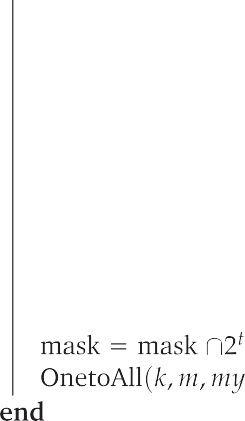 mask = mask ∩2^t
OnetoAll(k, m, my
end